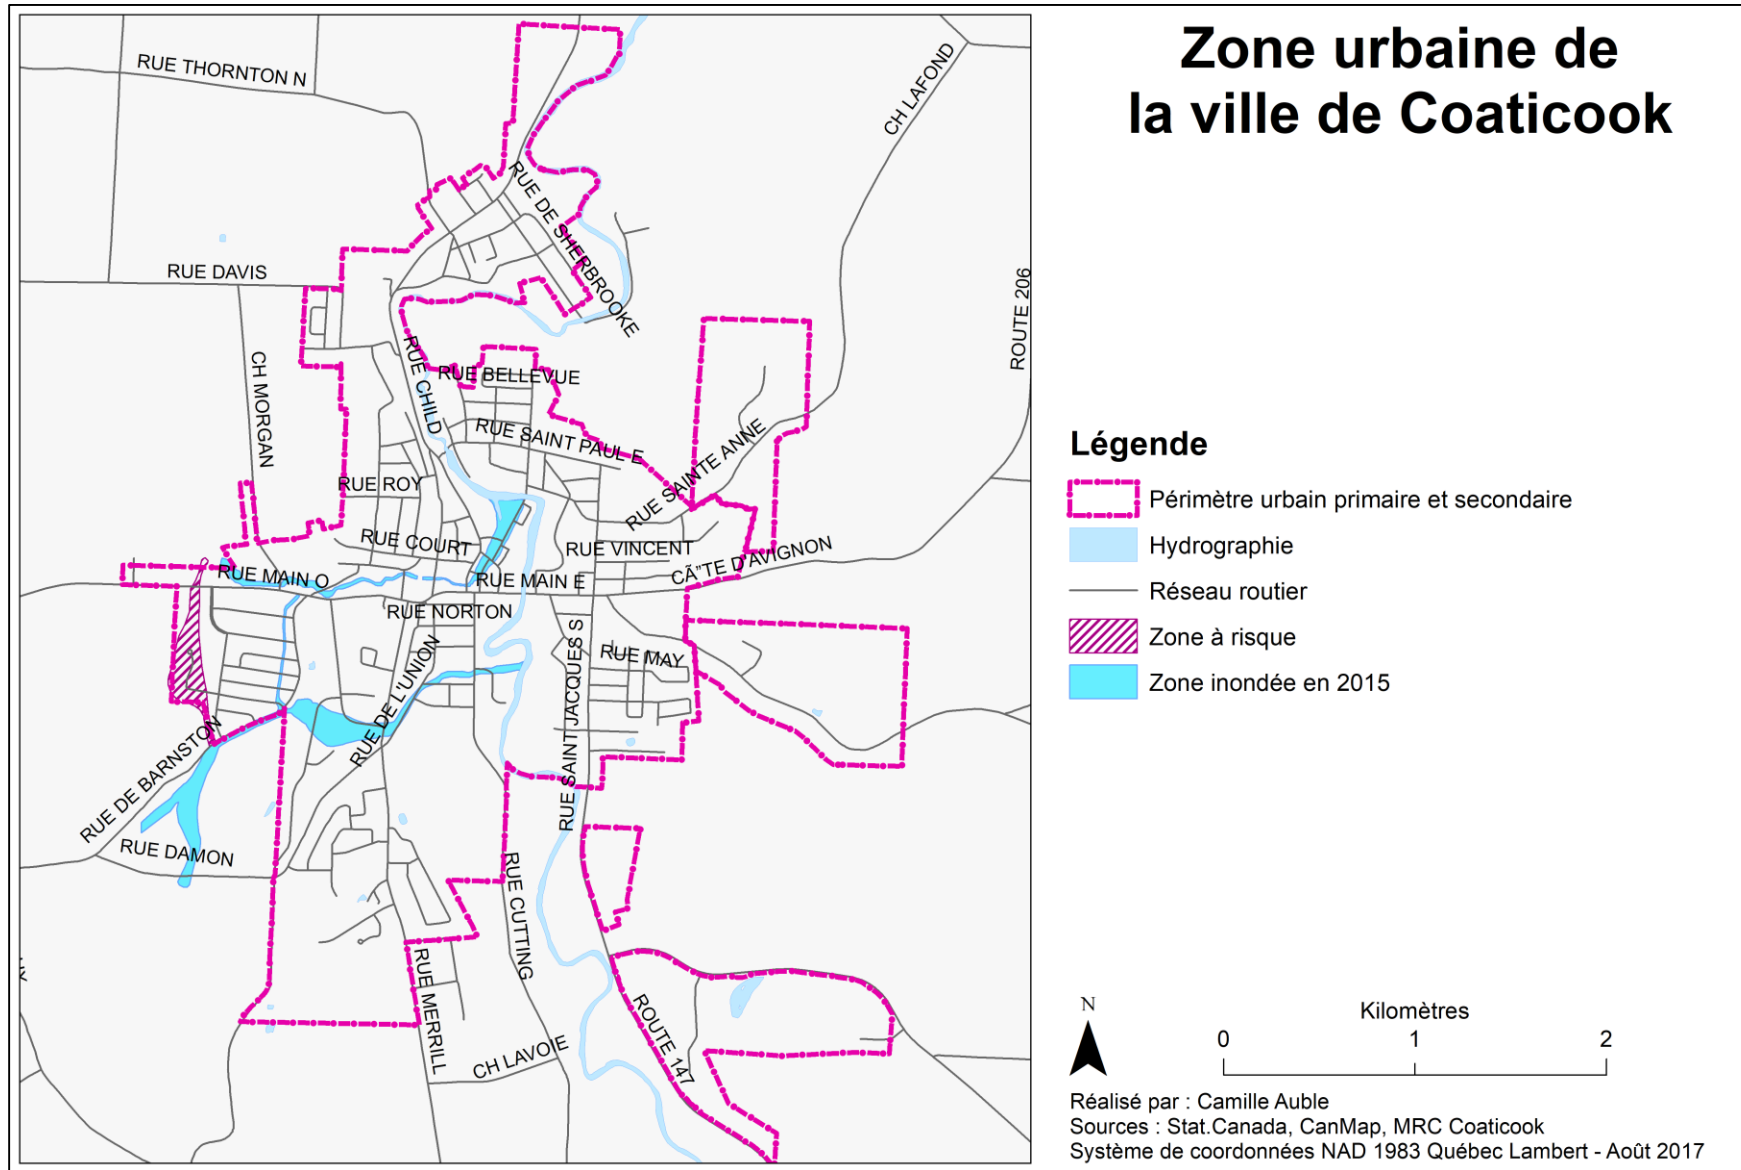 Zone urbaine de
la ville de Coaticook
RUE THORNTON N
CH LAFOND
RUE DE SHERBROOKE
RUE DAVIS
ROUTE 206
CH MORGAN
RUE CHILD
RUE BELLEVUE
RUE SAINT PAUL E
RUE SAINTE ANNE
RUE ROY
RUE COURT
RUE VINCENT
CÃ"TE D'AVIGNON
RUE MAIN O
RUE MAIN E
RUE NORTON
RUE DE L'UNION
RUE MAY
RUE SAINT JACQUES S
RUE DE BARNSTON
RUE DAMON
RUE CUTTING
RUE MERRILL
CH LAVOIE
ROUTE 147
Légende
Périmètre urbain primaire et secondaire
Hydrographie
Réseau routier
Zone à risque
Zone inondée en 2015
N
Kilomètres
0 1 2
Réalisé par : Camille Auble
Sources : Stat.Canada, CanMap, MRC Coaticook
Système de coordonnées NAD 1983 Québec Lambert - Août 2017